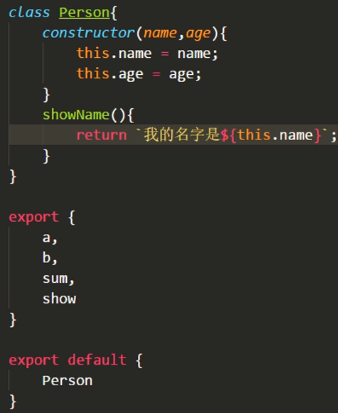 class Person{
    constructor(name,age){
        this.name = name;
        this.age = age;
    }
    showName(){
        return `我的名字是${this.name}`;
    }
}

export {
    a,
    b,
    sum,
    show
}

export default {
    Person
}